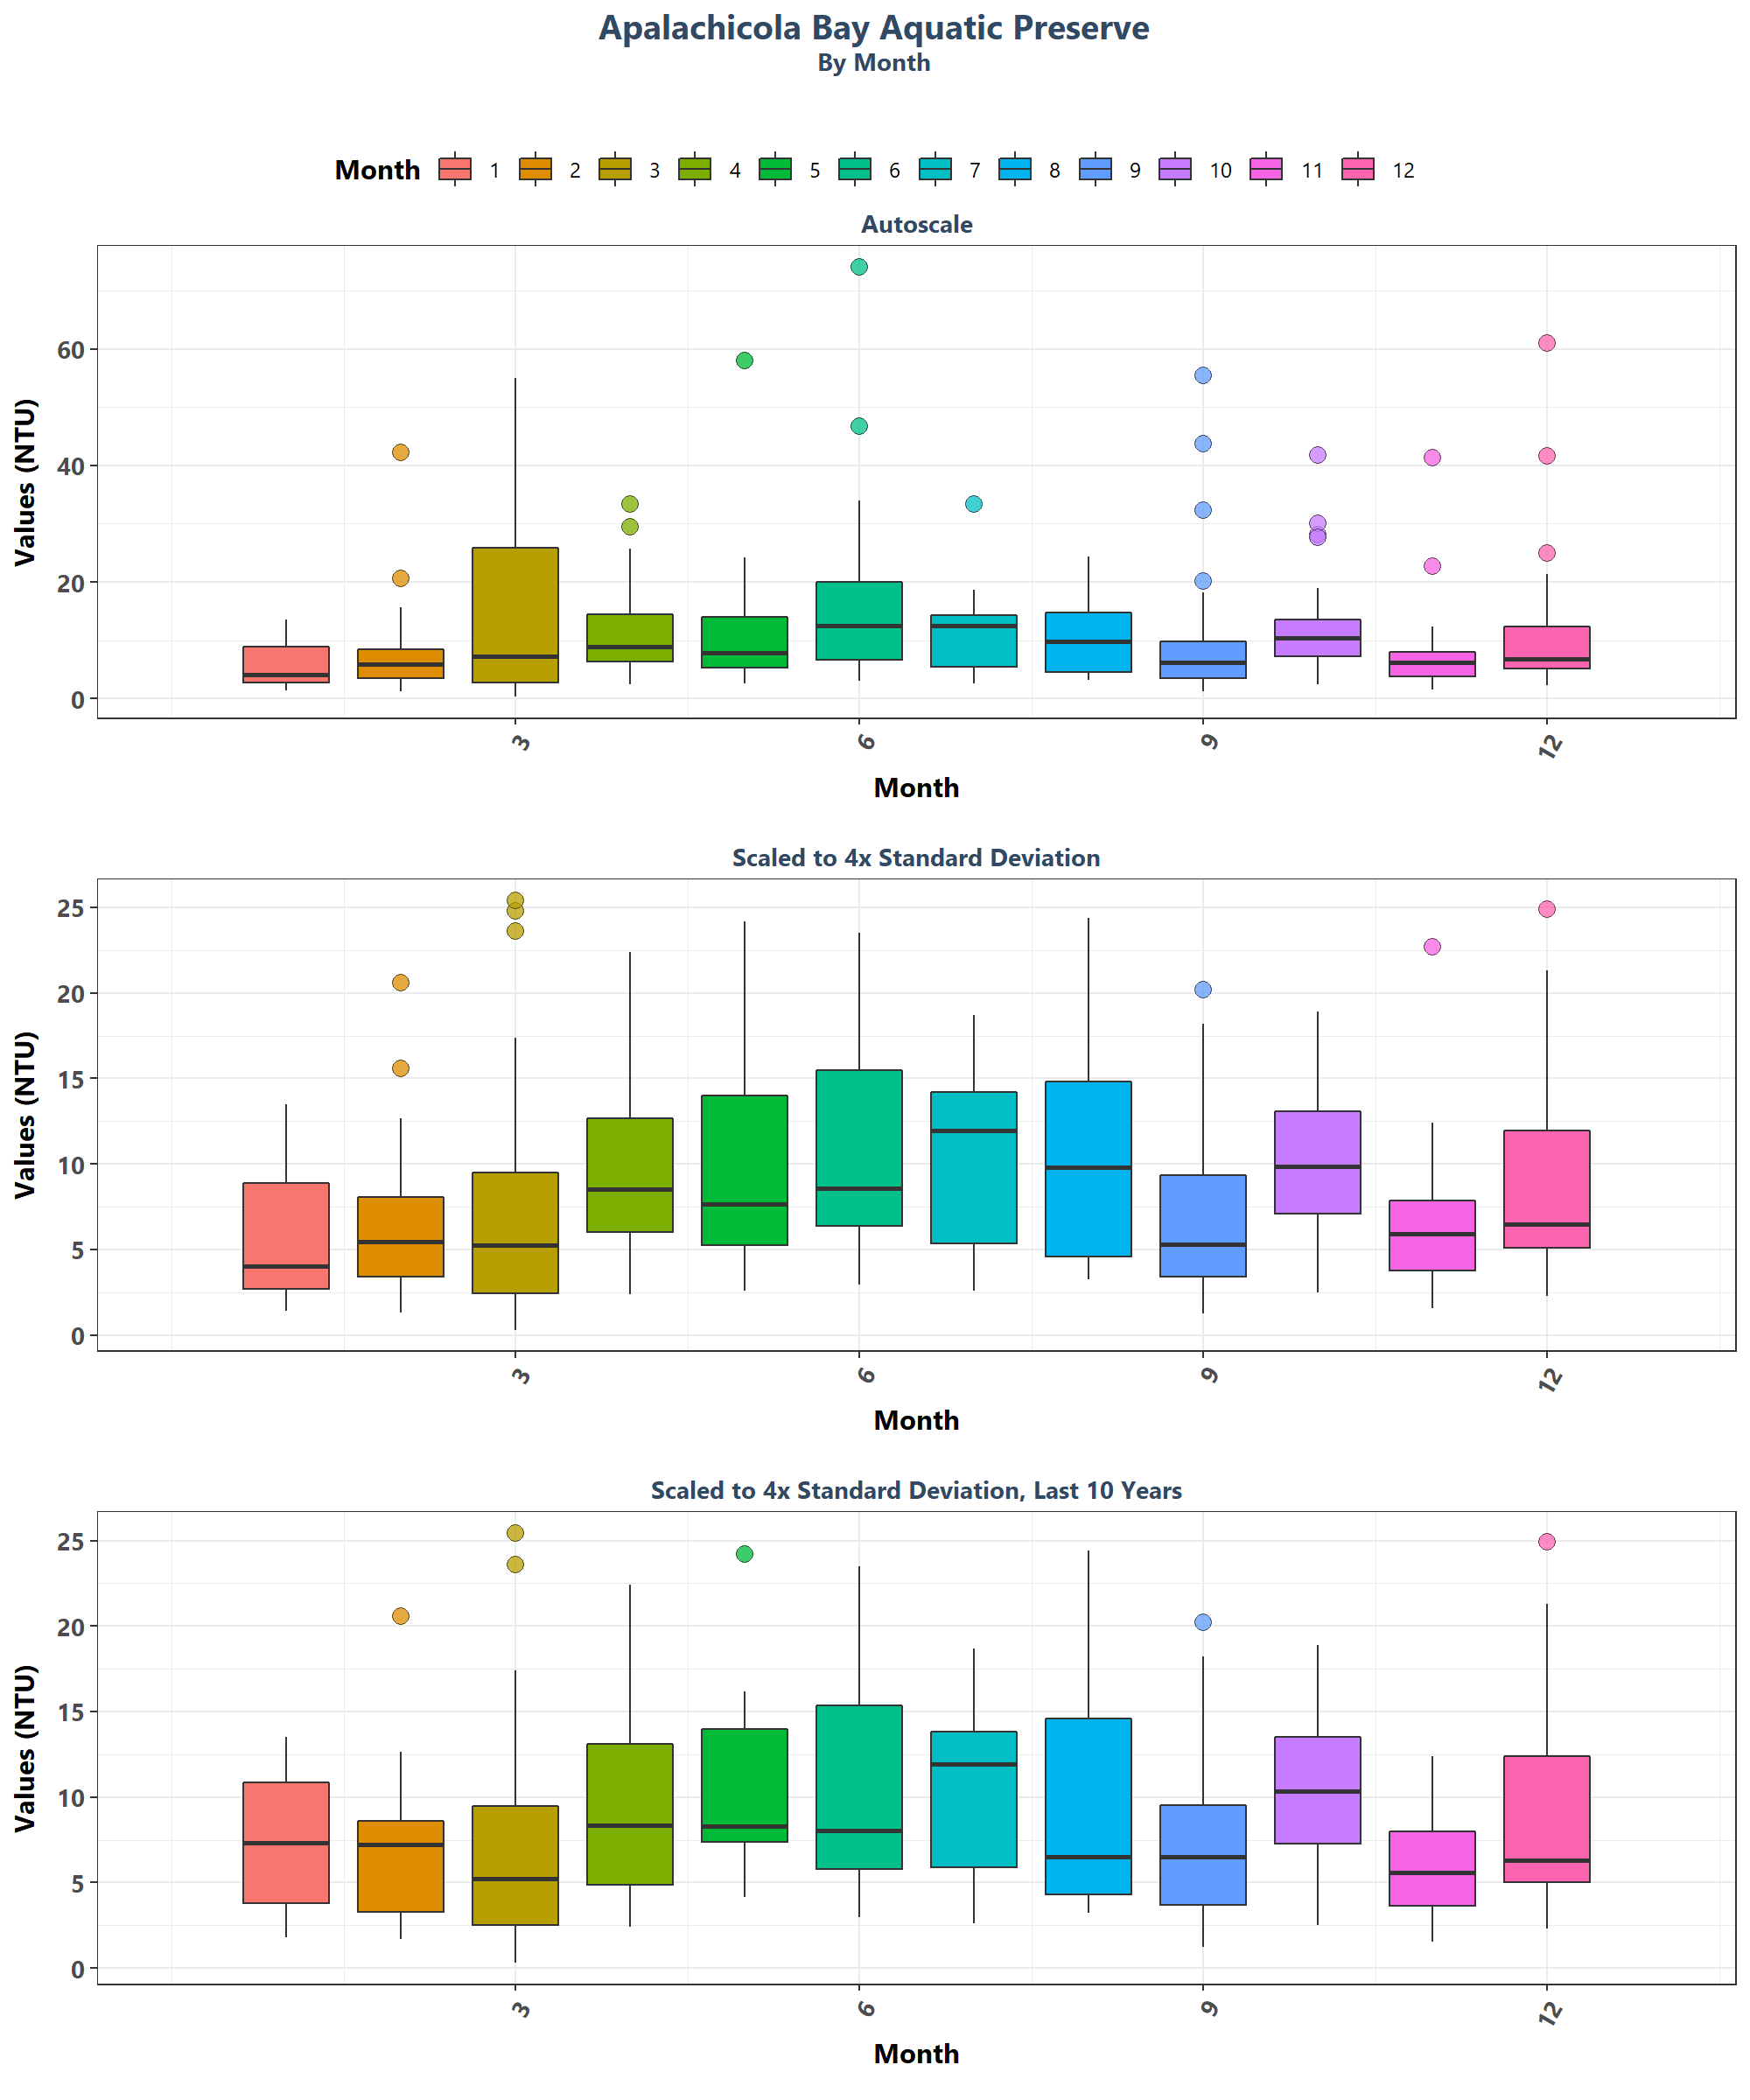 Apalachicola Bay Aquatic Preserve
By Month
Month 1 2 3 4 5 6 7 8 9 10 11 12
Autoscale
Values (NTU)
60
40
20
0
3 6 9 12
Month
Scaled to 4x Standard Deviation
Values (NTU)
25
20
15
10
5
0
3 6 9 12
Month
Scaled to 4x Standard Deviation, Last 10 Years
Values (NTU)
25
20
15
10
5
0
3 6 9 12
Month